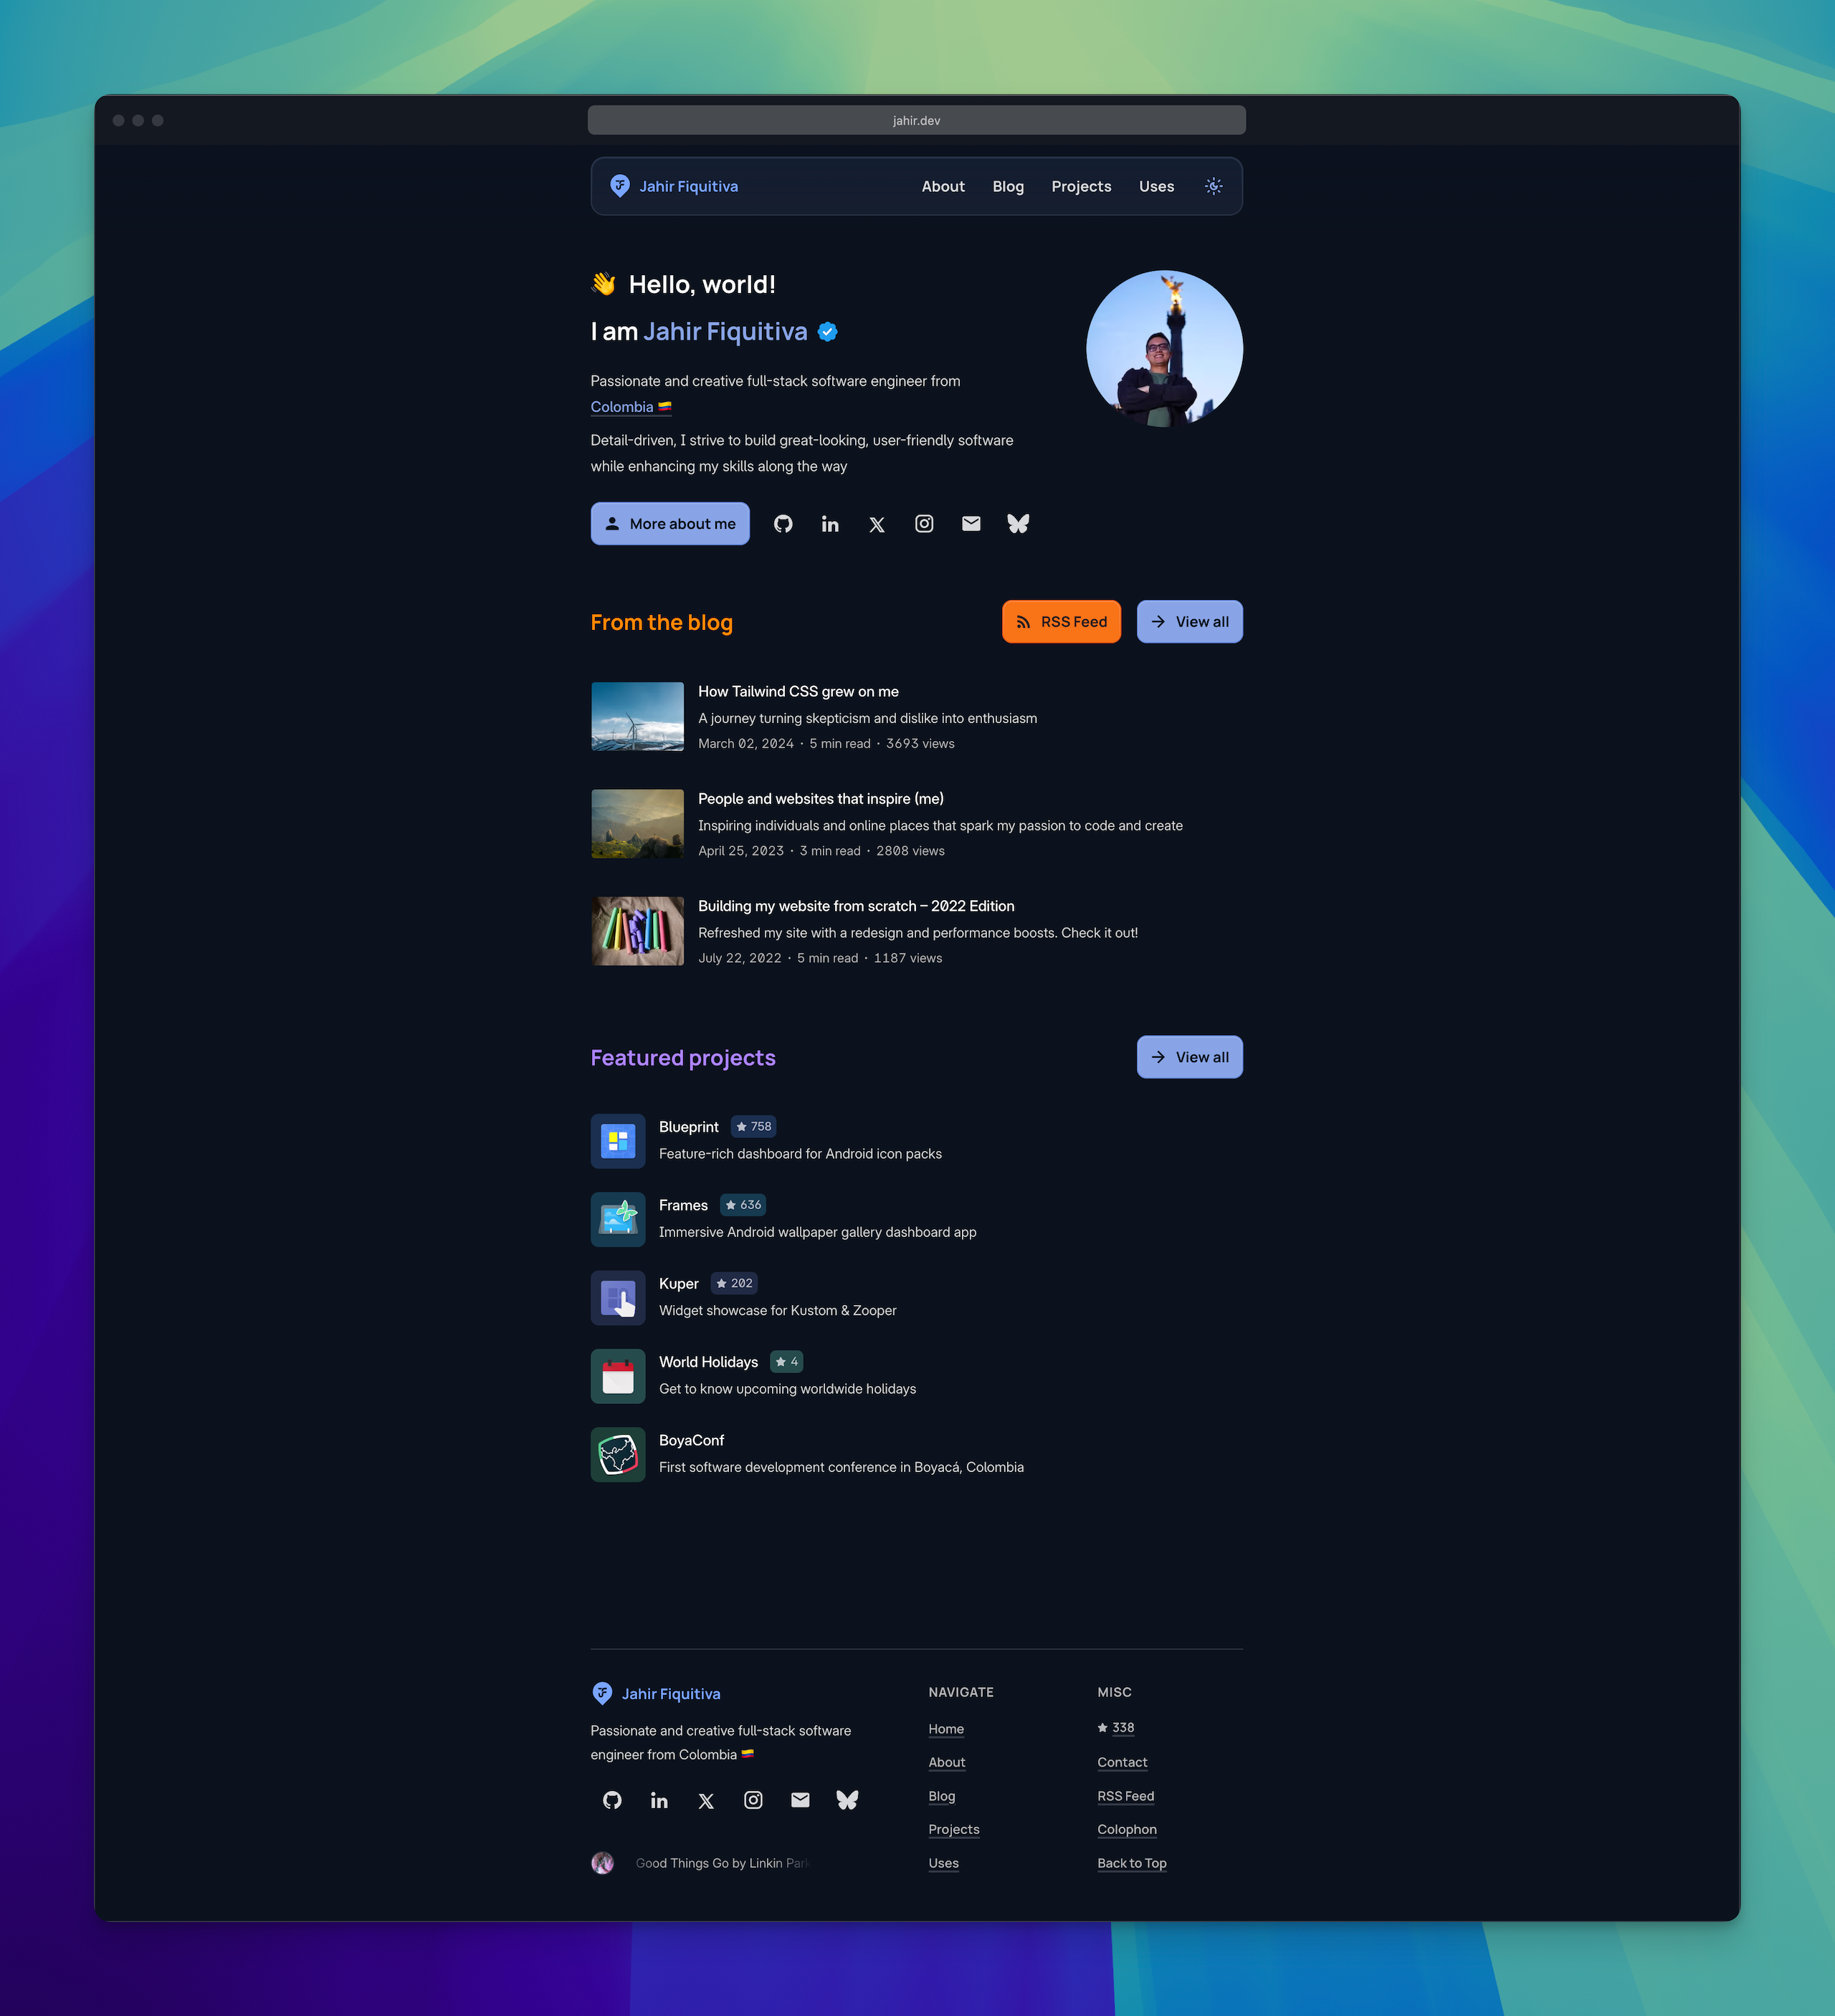 jahir.dev
Jahir Fiquitiva
About Blog Projects Uses
👋 Hello, world!
I am Jahir Fiquitiva
Passionate and creative full-stack software engineer from
Colombia 🇨🇴
Detail-driven, I strive to build great-looking, user-friendly software
while enhancing my skills along the way
More about me
From the blog
RSS Feed
View all
How Tailwind CSS grew on me
A journey turning skepticism and dislike into enthusiasm
March 02, 2024 · 5 min read · 3693 views
People and websites that inspire (me)
Inspiring individuals and online places that spark my passion to code and create
April 25, 2023 · 3 min read · 2808 views
Building my website from scratch – 2022 Edition
Refreshed my site with a redesign and performance boosts. Check it out!
July 22, 2022 · 5 min read · 1187 views
Featured projects
View all
Blueprint ★ 758
Feature-rich dashboard for Android icon packs
Frames ★ 636
Immersive Android wallpaper gallery dashboard app
Kuper ★ 202
Widget showcase for Kustom & Zooper
World Holidays ★ 4
Get to know upcoming worldwide holidays
BoyaConf
First software development conference in Boyacá, Colombia
Jahir Fiquitiva
Passionate and creative full-stack software
engineer from Colombia 🇨🇴
Good Things Go by Linkin Park
NAVIGATE
Home
About
Blog
Projects
Uses
MISC
★ 338
Contact
RSS Feed
Colophon
Back to Top